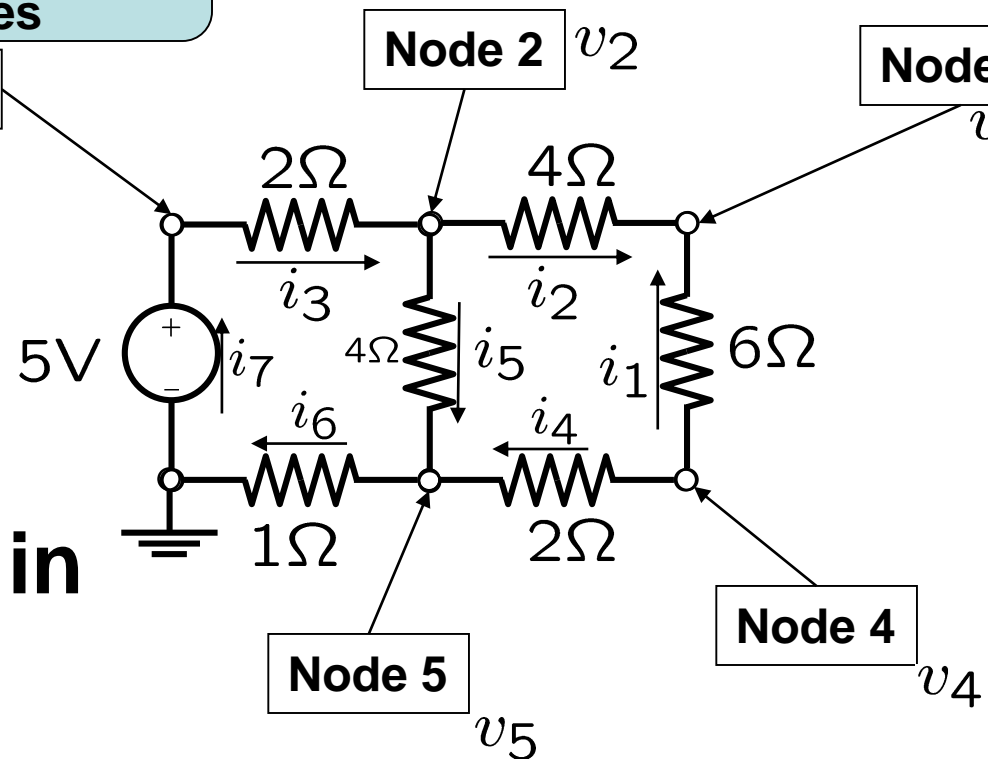 es
Node 2
v2
Node
v
2Ω
4Ω
i3
i2
5V
+
−
i7
4Ω
i5
i1
6Ω
i6
i4
1Ω
2Ω
in
Node 4
v4
Node 5
v5